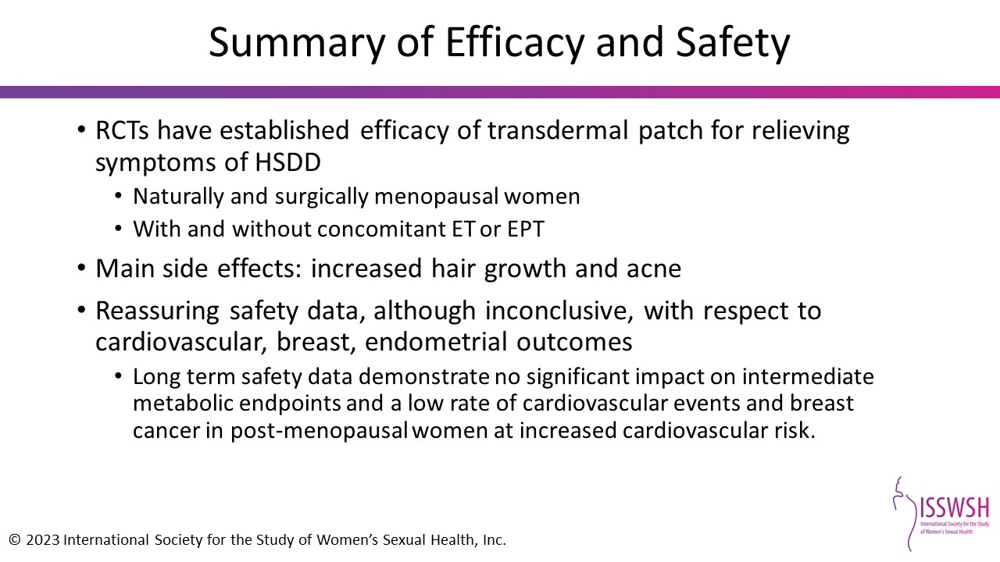 Summary of Efficacy and Safety
• RCTs have established efficacy of transdermal patch for relieving
symptoms of HSDD
• Naturally and surgically menopausal women
• With and without concomitant ET or EPT
• Main side effects: increased hair growth and acne
• Reassuring safety data, although inconclusive, with respect to
cardiovascular, breast, endometrial outcomes
• Long term safety data demonstrate no significant impact on intermediate
metabolic endpoints and a low rate of cardiovascular events and breast
cancer in post-menopausal women at increased cardiovascular risk.
ISSWSH
International Society for the Study
of Women's Sexual Health
© 2023 International Society for the Study of Women’s Sexual Health, Inc.